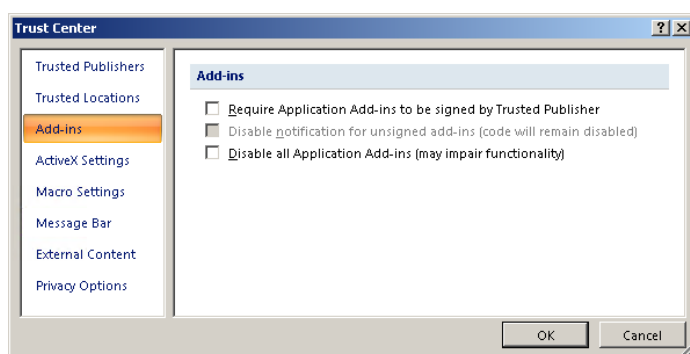 Trust Center
? X
Trusted Publishers
Trusted Locations
Add-ins
ActiveX Settings
Macro Settings
Message Bar
External Content
Privacy Options
Add-ins
Require Application Add-ins to be signed by Trusted Publisher
Disable notification for unsigned add-ins (code will remain disabled)
Disable all Application Add-ins (may impair functionality)
OK
Cancel